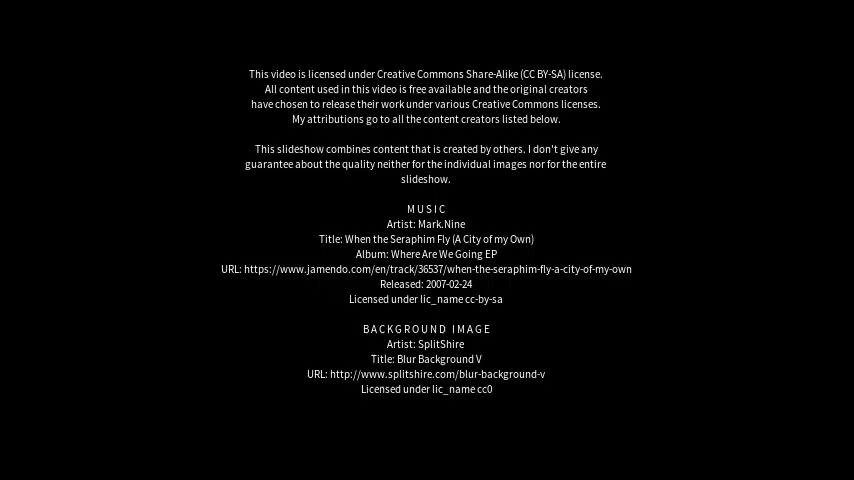 This video is licensed under Creative Commons Share-Alike (CC BY-SA) license.
All content used in this video is free available and the original creators
have chosen to release their work under various Creative Commons licenses.
My attributions go to all the content creators listed below.
This slideshow combines content that is created by others. I don't give any
guarantee about the quality neither for the individual images nor for the entire
slideshow.
MUSIC
Artist: Mark.Nine
Title: When the Seraphim Fly (A City of my Own)
Album: Where Are We Going EP
URL: https://www.jamendo.com/en/track/36537/when-the-seraphim-fly-a-city-of-my-own
Released: 2007-02-24
Licensed under lic_name cc-by-sa
BACKGROUND IMAGE
Artist: SplitShire
Title: Blur Background V
URL: http://www.splitshire.com/blur-background-v
Licensed under lic_name cc0